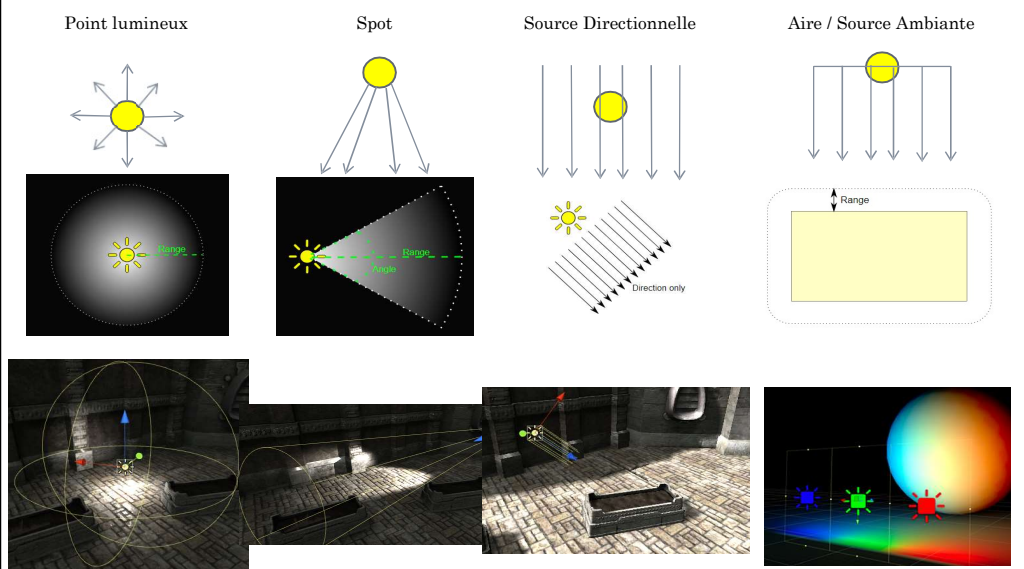 Point lumineux
Spot
Source Directionnelle
Aire / Source Ambiante
Range
Range
Angle
Direction only
Range